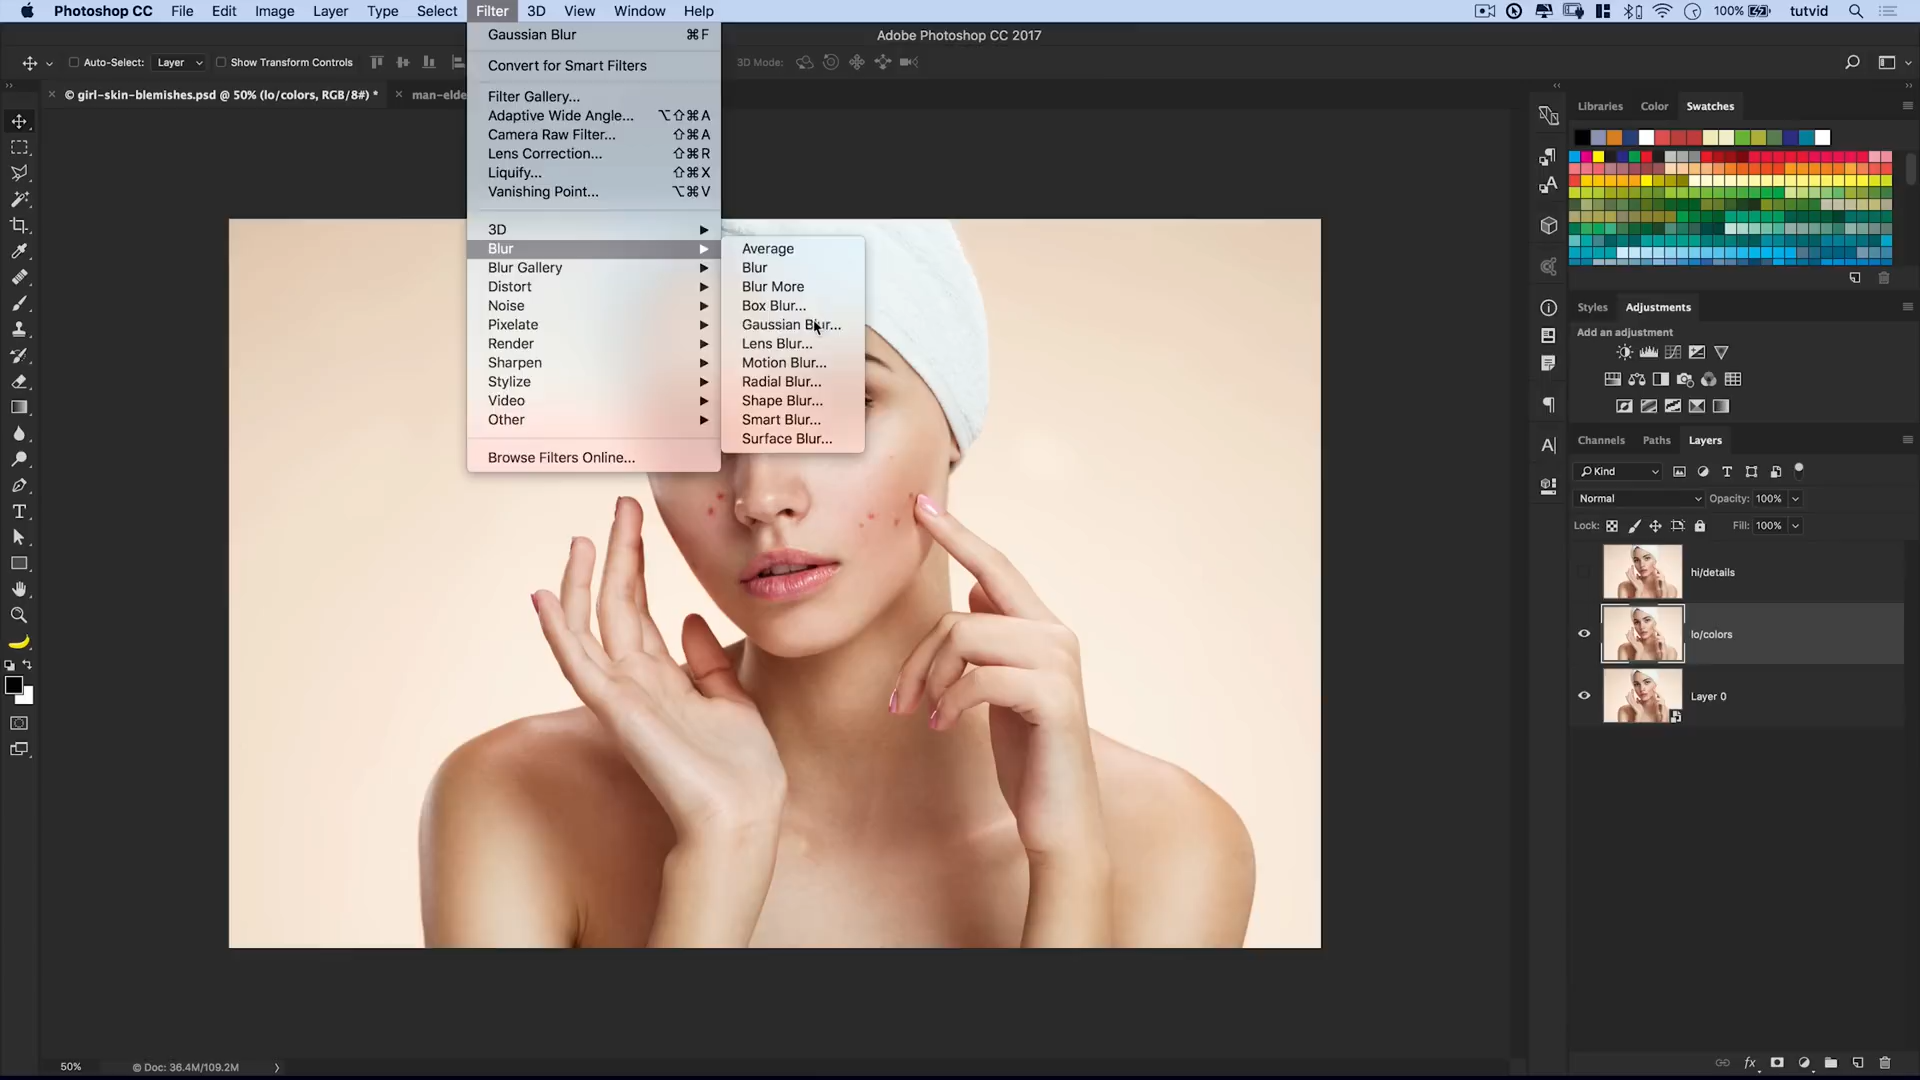 Photoshop CC File Edit Image Layer Type Select Filter 3D View Window Help 100% tutvid
Adobe Photoshop CC 2017
Auto-Select: Layer Show Transform Controls 3D Mode:
© girl-skin-blemishes.psd @ 50% (lo/colors, RGB/8#) * man-elde
Gaussian Blur ⌘F
Convert for Smart Filters
Filter Gallery...
Adaptive Wide Angle... ⌥⇧⌘A
Camera Raw Filter... ⇧⌘A
Lens Correction... ⇧⌘R
Liquify... ⇧⌘X
Vanishing Point... ⌥⌘V
3D
Blur
Blur Gallery
Distort
Noise
Pixelate
Render
Sharpen
Stylize
Video
Other
Browse Filters Online...
Average
Blur
Blur More
Box Blur...
Gaussian Blur...
Lens Blur...
Motion Blur...
Radial Blur...
Shape Blur...
Smart Blur...
Surface Blur...
Libraries Color Swatches
Styles Adjustments
Add an adjustment
Channels Paths Layers
Kind
Normal Opacity: 100%
Lock: Fill: 100%
hi/details
lo/colors
Layer 0
50% © Doc: 36.4M/109.2M
fx